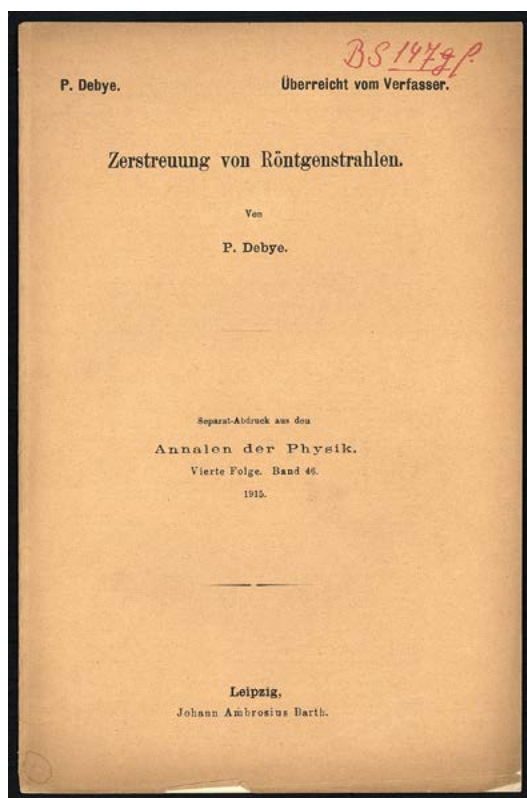 BS 147gf.
P. Debye. Überreicht vom Verfasser.
Zerstreuung von Röntgenstrahlen.
Von
P. Debye.
Separat-Abdruck aus den
Annalen der Physik.
Vierte Folge. Band 46.
1915.
Leipzig,
Johann Ambrosius Barth.